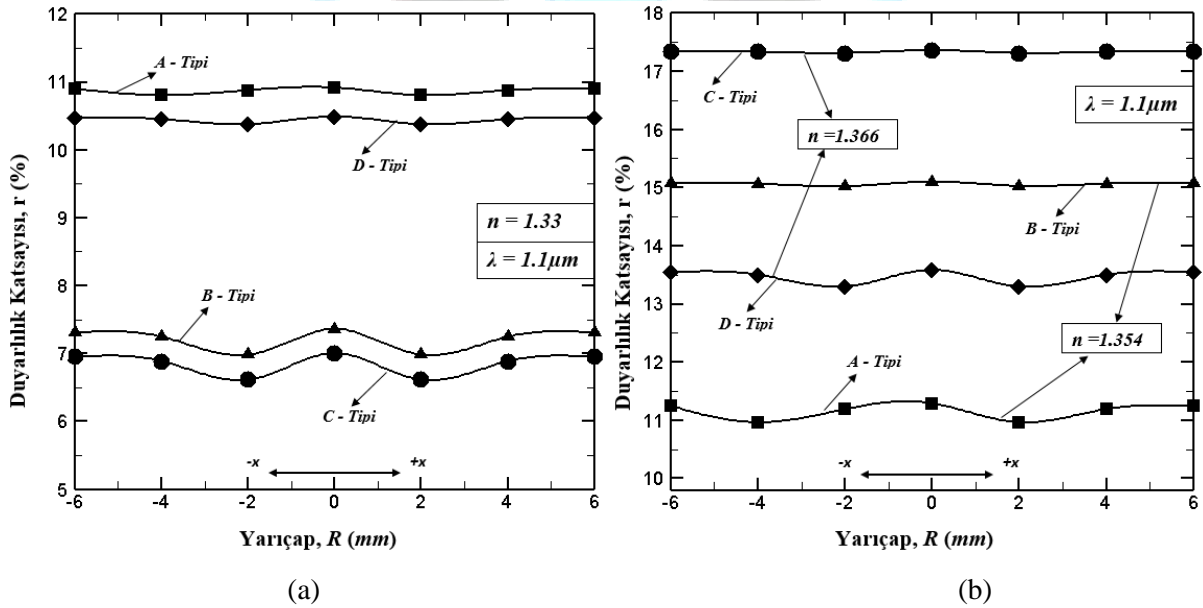 12
11
10
9
8
7
6
5
Duyarlılık Katsayısı, r (%)
A - Tipi
D - Tipi
n = 1.33
λ = 1.1µm
B - Tipi
C - Tipi
-x
+x
-6
-4
-2
0
2
4
6
Yarıçap, R (mm)
(a)
18
17
16
15
14
13
12
11
10
Duyarlılık Katsayısı, r (%)
C - Tipi
λ = 1.1µm
n =1.366
B - Tipi
D - Tipi
n=1.354
A - Tipi
-x
+x
-6
-4
-2
0
2
4
6
Yarıçap, R (mm)
(b)